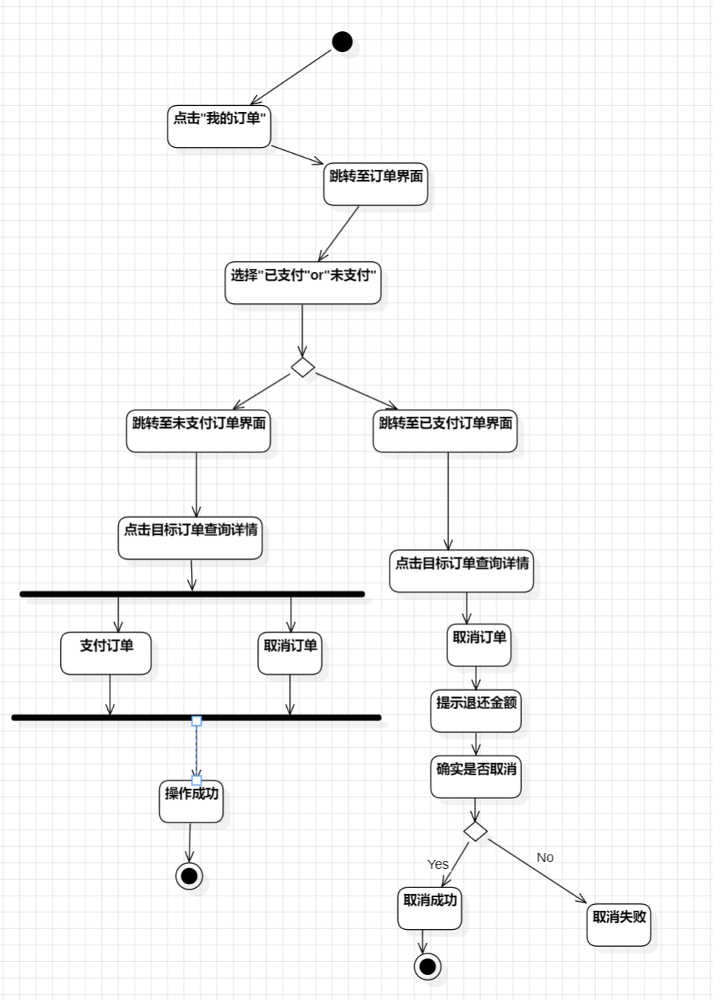 点击"我的订单"
跳转至订单界面
选择"已支付"or"未支付"
跳转至未支付订单界面
跳转至已支付订单界面
点击目标订单查询详情
点击目标订单查询详情
支付订单
取消订单
取消订单
提示退还金额
确实是否取消
操作成功
Yes
No
取消成功
取消失败